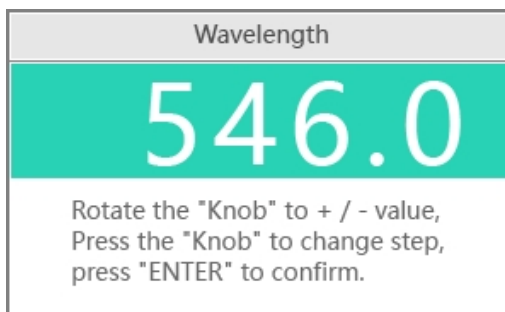 Wavelength
546.0
Rotate the "Knob" to + / - value,
Press the "Knob" to change step,
press "ENTER" to confirm.